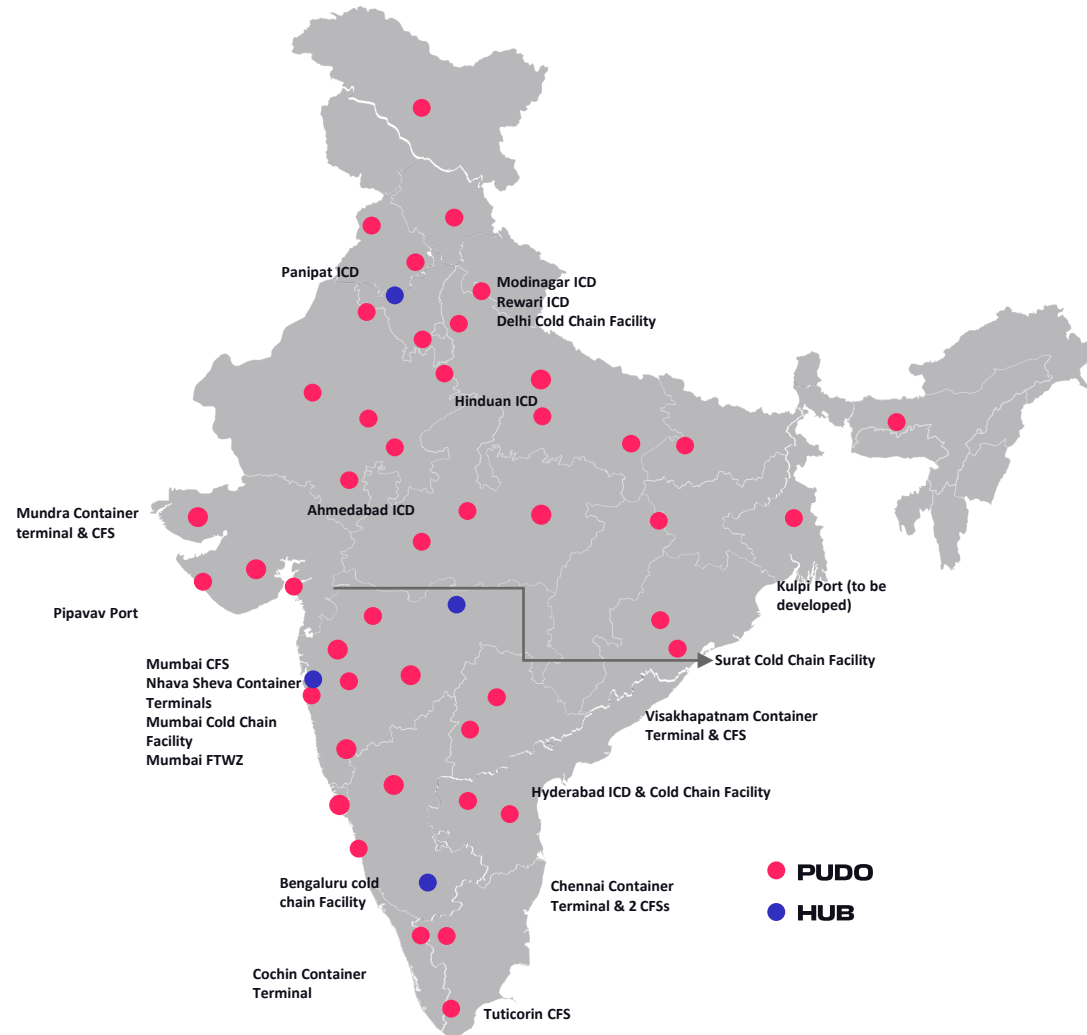 Panipat ICD
Modinagar ICD
Rewari ICD
Delhi Cold Chain Facility
Hinduan ICD
Mundra Container
terminal & CFS
Ahmedabad ICD
Kulpi Port (to be
developed)
Pipavav Port
Surat Cold Chain Facility
Mumbai CFS
Nhava Sheva Container
Terminals
Mumbai Cold Chain
Facility
Mumbai FTWZ
Visakhapatnam Container
Terminal & CFS
Hyderabad ICD & Cold Chain Facility
Bengaluru cold
chain Facility
Chennai Container
Terminal & 2 CFSs
PUDO
HUB
Cochin Container
Terminal
Tuticorin CFS